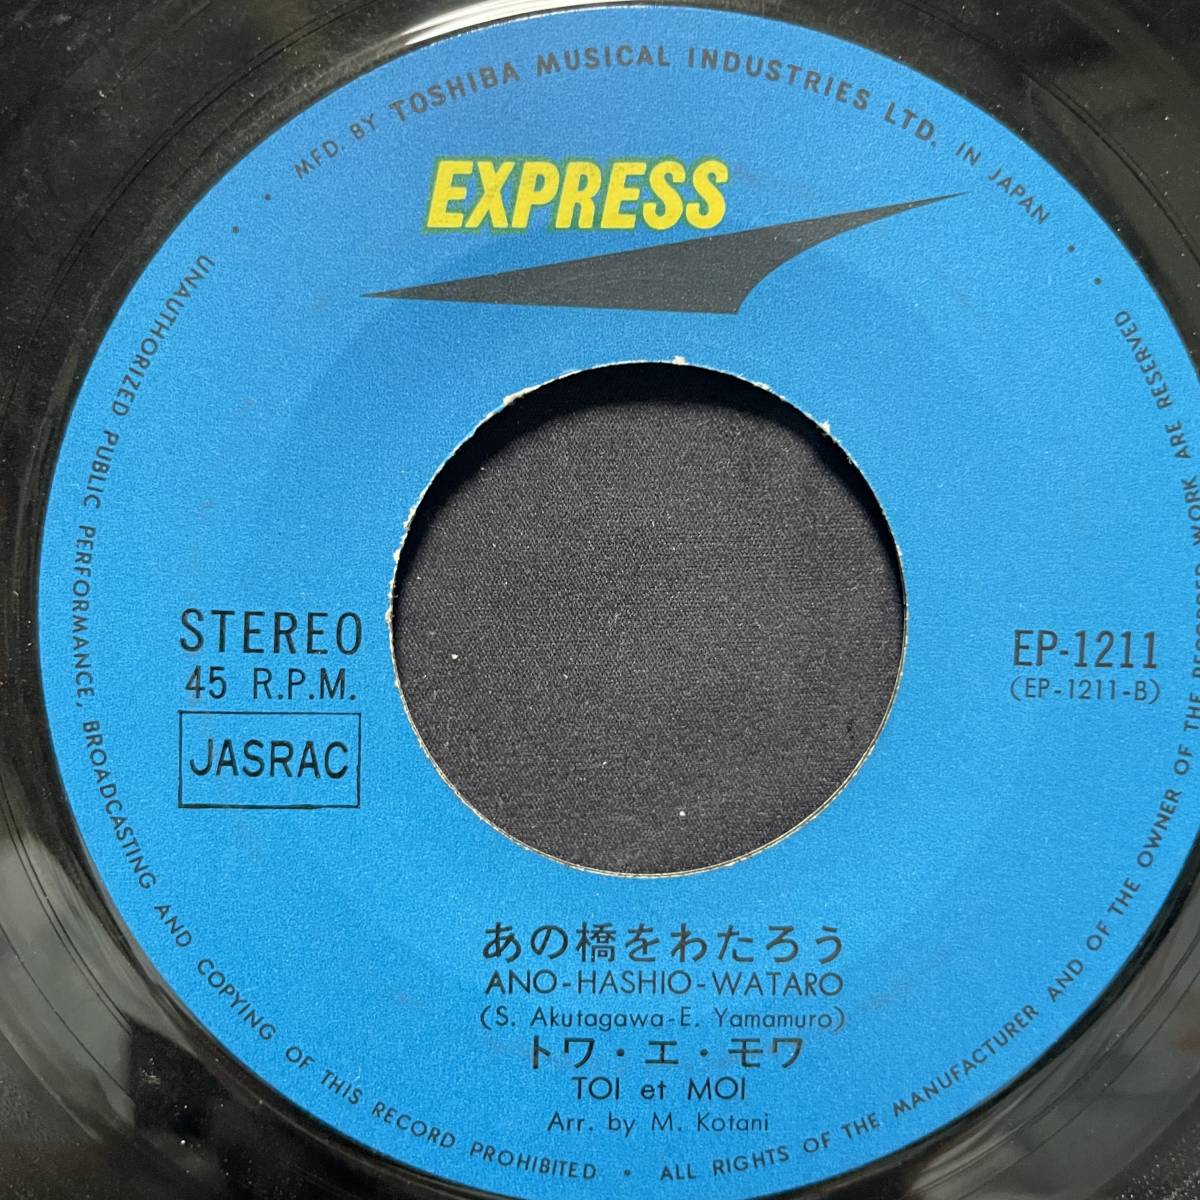 MFD. BY TOSHIBA MUSICAL INDUSTRIES LTD. IN JAPAN
EXPRESS
STEREO
45 R.P.M.
JASRAC
EP-1211
(EP-1211-B)
あの橋をわたろう
ANO-HASHIO-WATARO
(S. Akutagawa-E. Yamamuro)
トワ・エ・モワ
TOI et MOI
Arr. by M. Kotani
UNAUTHORIZED PUBLIC PERFORMANCE, BROADCASTING AND COPYING OF THIS RECORD PROHIBITED. • ALL RIGHTS OF THE MANUFACTURER AND OF THE OWNER OF THE RECORDED WORK ARE RESERVED